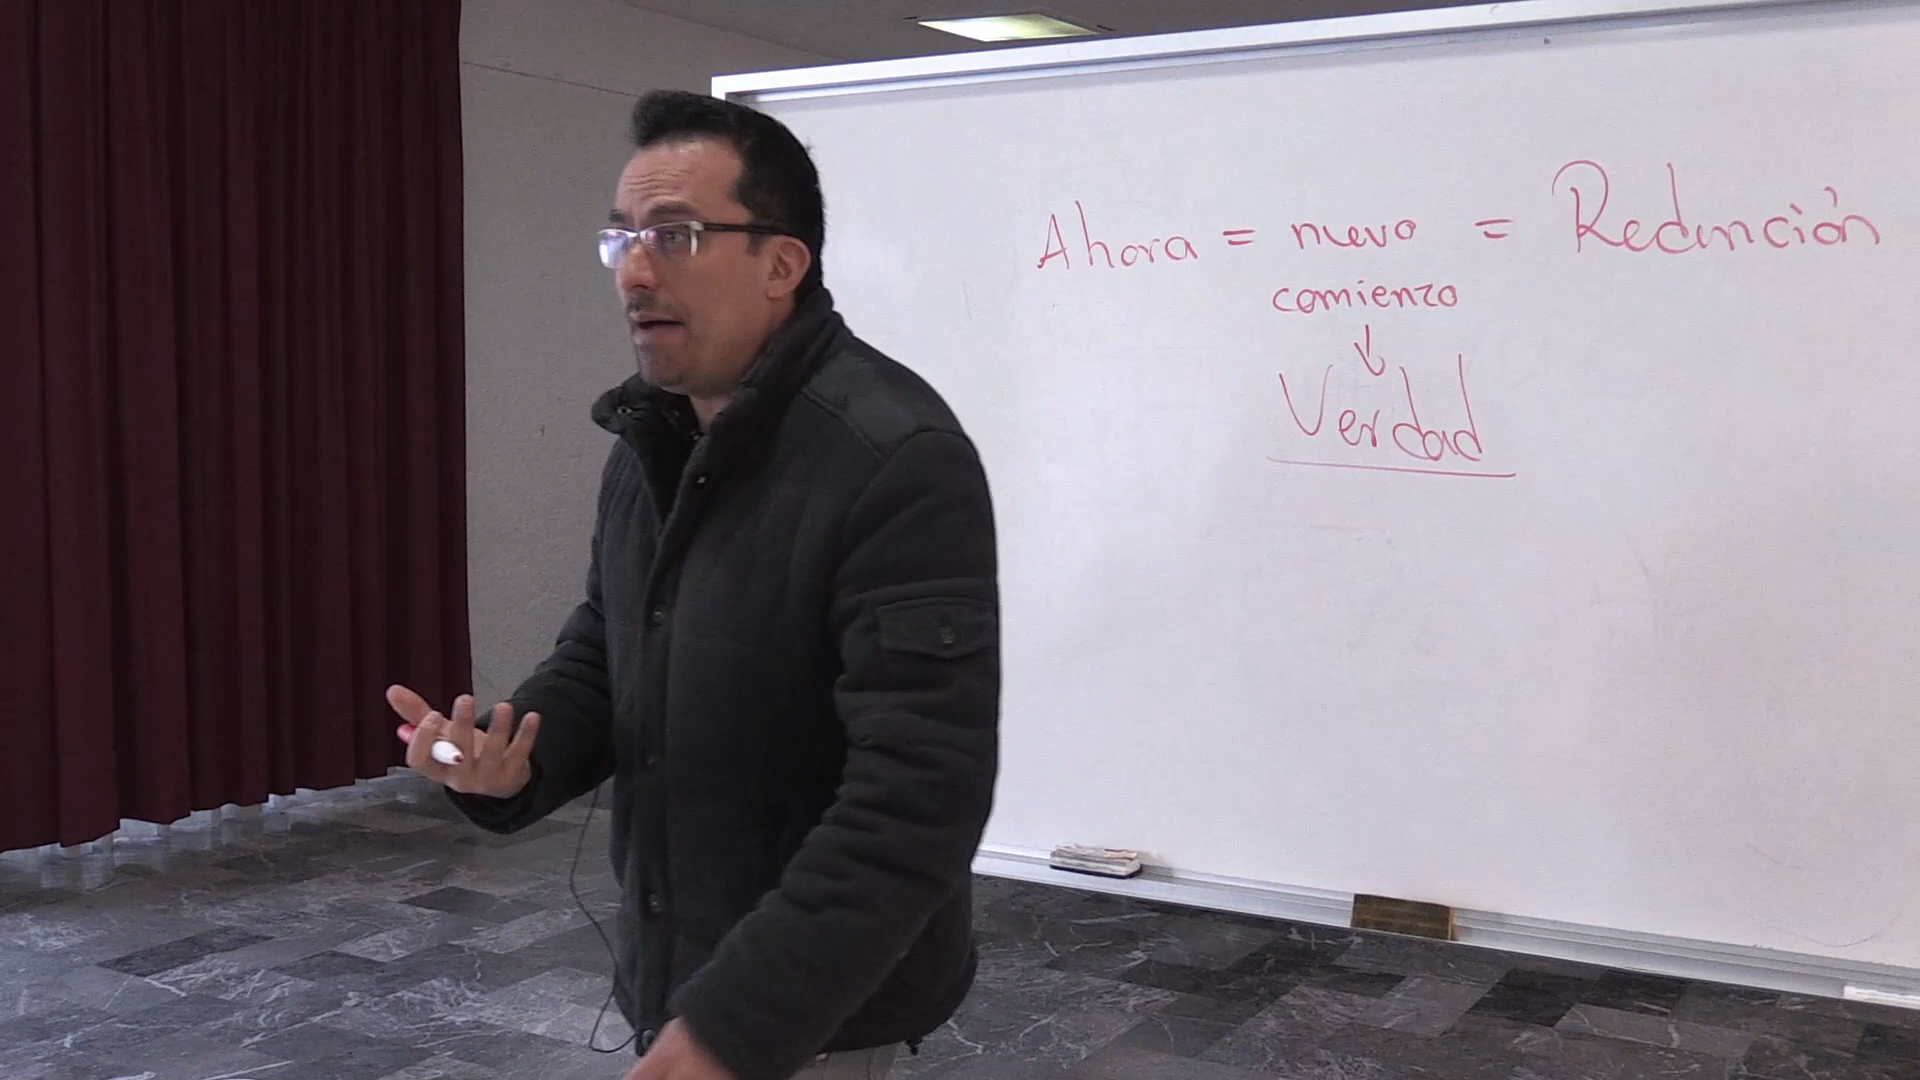 Ahora = nuevo = Redención
comienzo
↓
Verdad